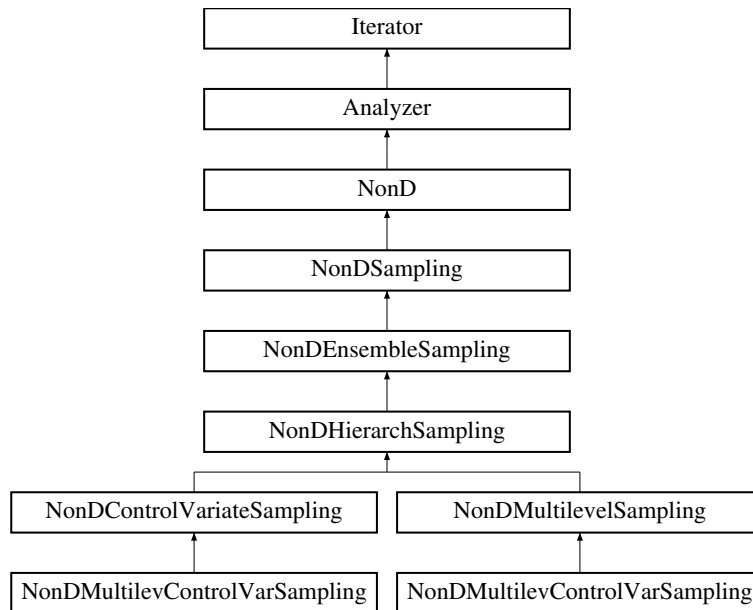 Iterator
Analyzer
NonD
NonDSampling
NonDEnsembleSampling
NonDHierarchSampling
NonDControlVariateSampling
NonDMultilevelSampling
NonDMultilevControlVarSampling
NonDMultilevControlVarSampling